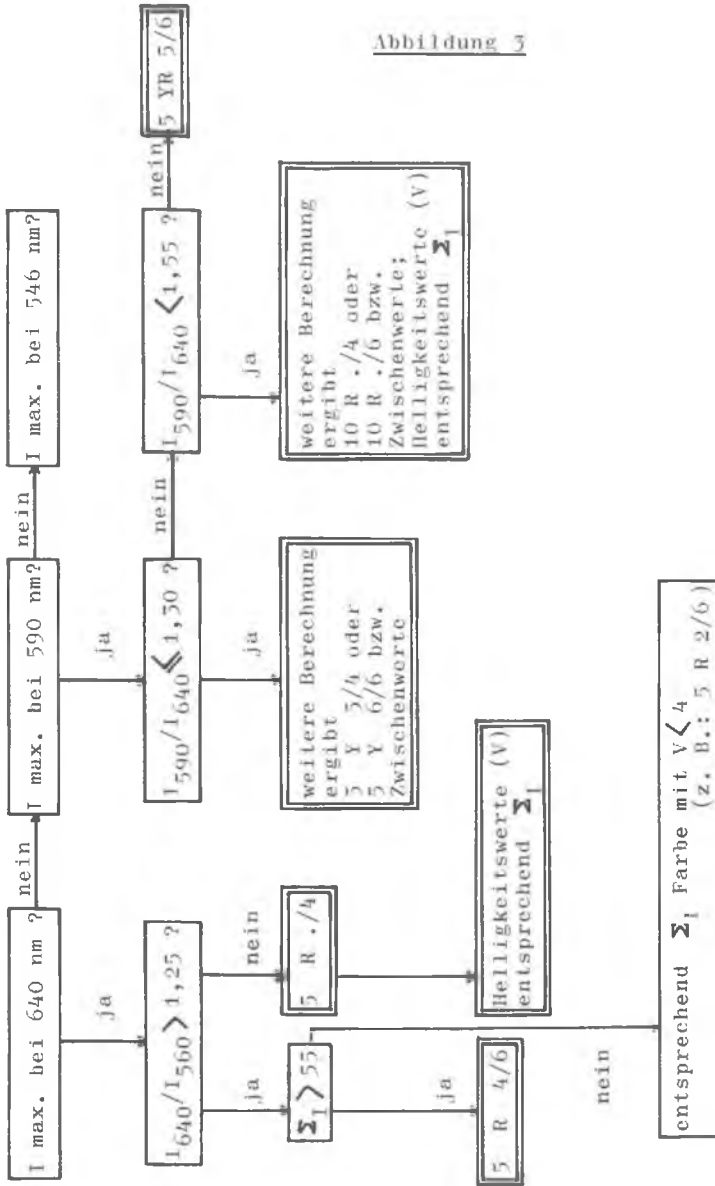 I max. bei 640 nm ?
nein
I max. bei 590 nm?
nein
I max. bei 546 nm?
ja
ja
I640/I560 > 1,25 ?
I590/I640 ⩽ 1,30 ?
nein
I590/I640 < 1,55 ?
nein
5 YR 5/6
ja
nein
ja
ja
Σ1 > 55
5 R ./4
weitere Berechnung
ergibt
5 Y 5/4 oder
5 Y 6/6 bzw.
Zwischenwerte
weitere Berechnung
ergibt
10 R ./4 oder
10 R ./6 bzw.
Zwischenwerte;
Helligkeitswerte (V)
entsprechend Σ1
ja
5 R 4/6
Helligkeitswerte (V)
entsprechend Σ1
nein
entsprechend Σ1 Farbe mit V < 4
(z. B.: 5 R 2/6)
Abbildung 3